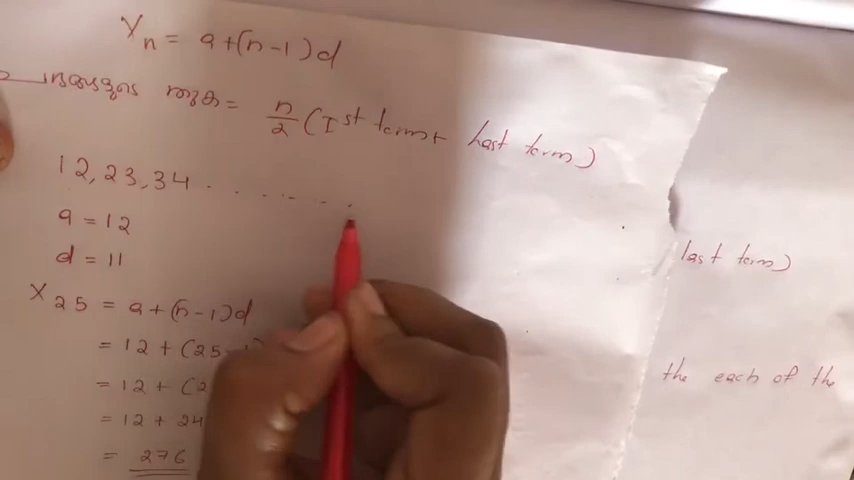 Xn = a+(n-1)d
തുക = n/2 (Ist term + last term)
12, 23, 34 ..........
a = 12
d = 11
X25 = a+(n-1)d
= 12 + (25-1
= 12 + (2
= 12 + 24
= 276
last term)
the each of the